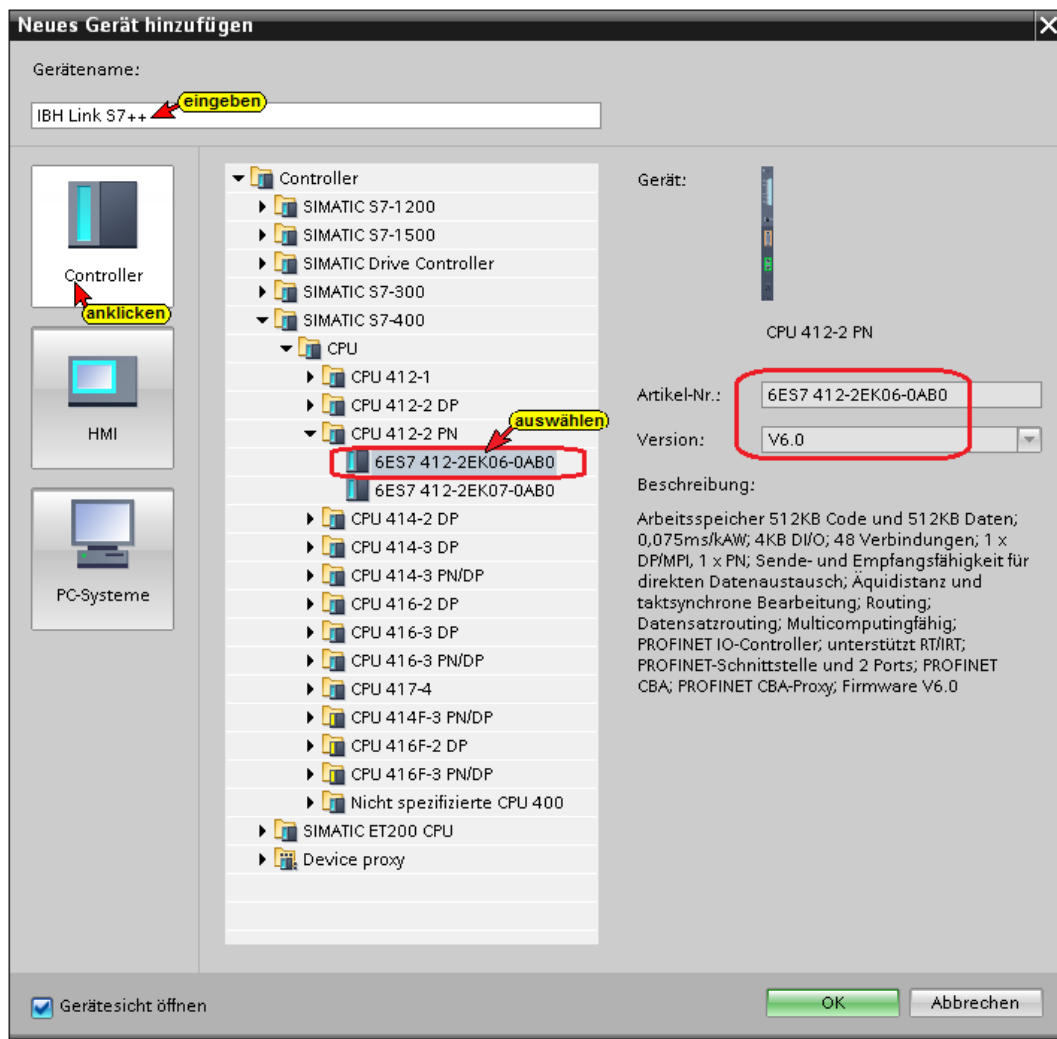 Neues Gerät hinzufügen
Gerätename:
IBH Link S7++
eingeben
Controller
anklicken
HMI
PC-Systeme
Controller
SIMATIC S7-1200
SIMATIC S7-1500
SIMATIC Drive Controller
SIMATIC S7-300
SIMATIC S7-400
CPU
CPU 412-1
CPU 412-2 DP
CPU 412-2 PN
auswählen
6ES7 412-2EK06-0AB0
6ES7 412-2EK07-0AB0
CPU 414-2 DP
CPU 414-3 DP
CPU 414-3 PN/DP
CPU 416-2 DP
CPU 416-3 DP
CPU 416-3 PN/DP
CPU 417-4
CPU 414F-3 PN/DP
CPU 416F-2 DP
CPU 416F-3 PN/DP
Nicht spezifizierte CPU 400
SIMATIC ET200 CPU
Device proxy
Gerät:
CPU 412-2 PN
Artikel-Nr.: 6ES7 412-2EK06-0AB0
Version: V6.0
Beschreibung:
Arbeitsspeicher 512KB Code und 512KB Daten;
0,075ms/kAW; 4KB DI/O; 48 Verbindungen; 1 x
DP/MPI, 1 x PN; Sende- und Empfangsfähigkeit für
direkten Datenaustausch; Äquidistanz und
taktsynchrone Bearbeitung; Routing;
Datensatzrouting; Multicomputingfähig;
PROFINET IO-Controller; unterstützt RT/IRT;
PROFINET-Schnittstelle und 2 Ports; PROFINET
CBA; PROFINET CBA-Proxy; Firmware V6.0
Gerätesicht öffnen
OK
Abbrechen